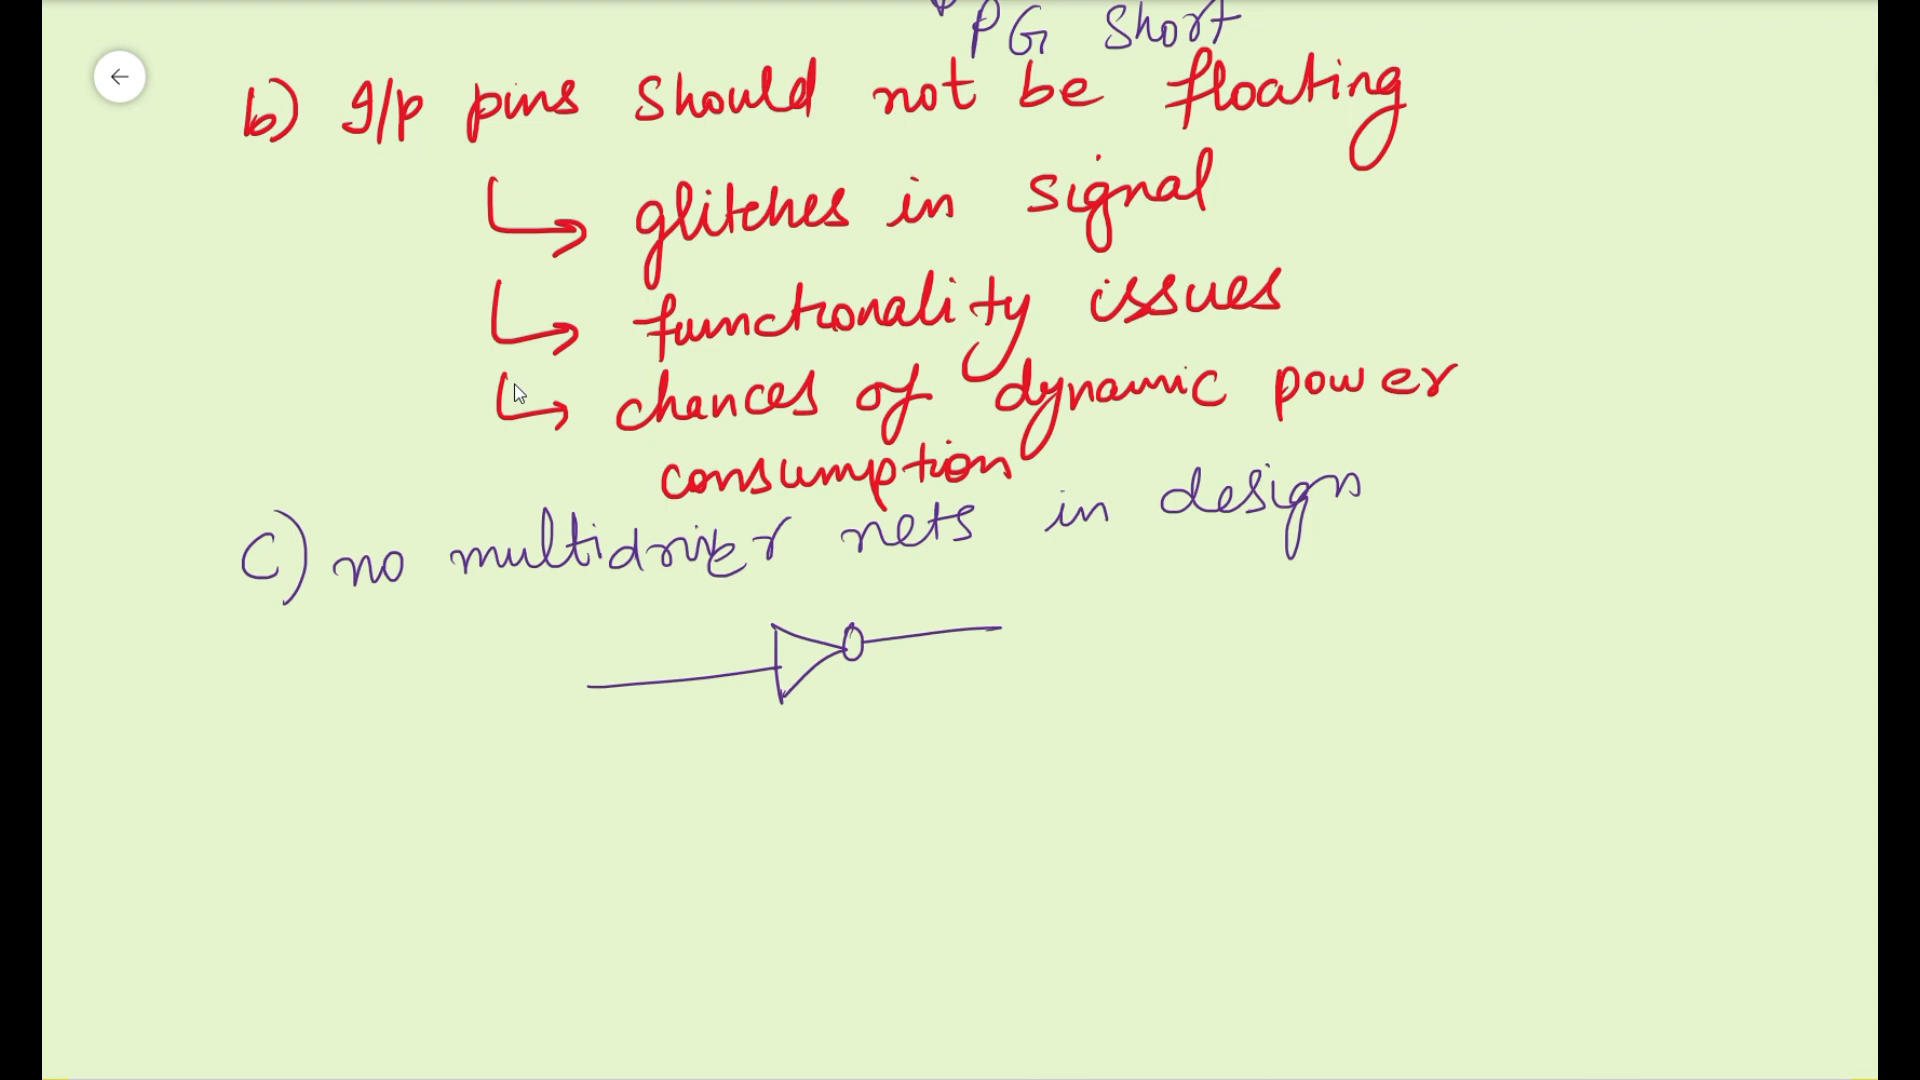 PG Short
b) I/p pins should not be floating
glitches in signal
functionality issues
chances of dynamic power
consumption
C) no multidriver nets in design